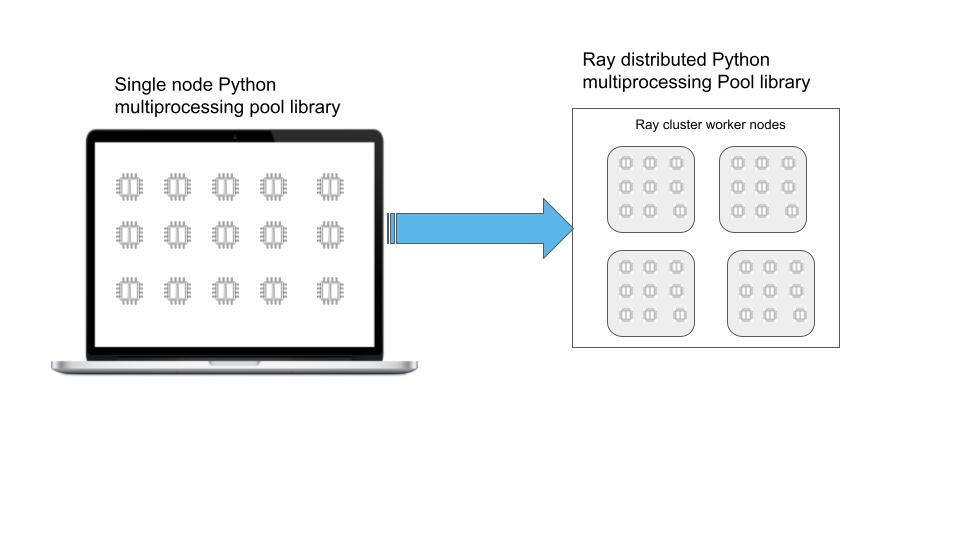 Single node Python
multiprocessing pool library
Ray distributed Python
multiprocessing Pool library
Ray cluster worker nodes